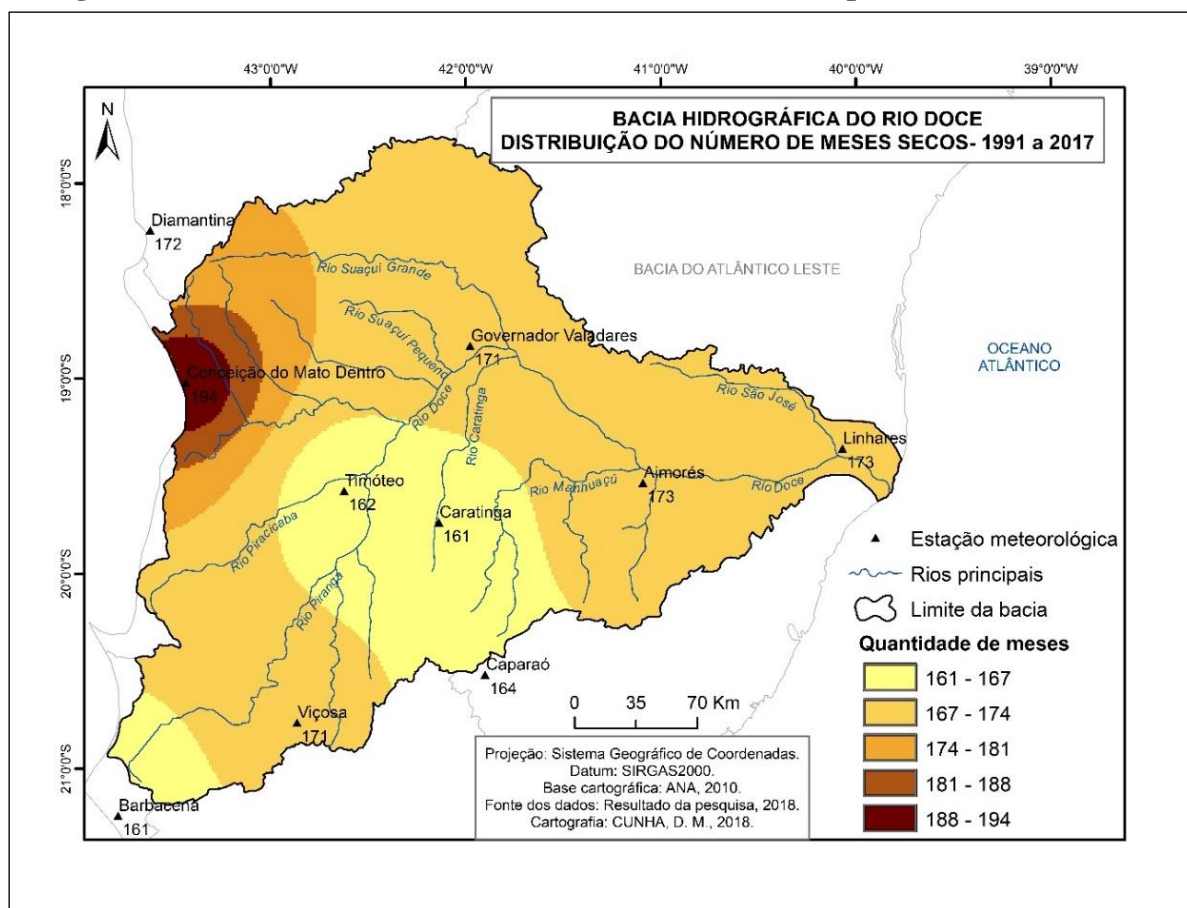 43°0'0"W 42°0'0"W 41°0'0"W 40°0'0"W 39°0'0"W
N
BACIA HIDROGRÁFICA DO RIO DOCE
DISTRIBUIÇÃO DO NÚMERO DE MESES SECOS- 1991 a 2017
18°0'0"S
19°0'0"S
20°0'0"S
21°0'0"S
Diamantina
172
Rio Suaçuí Grande
BACIA DO ATLÂNTICO LESTE
Rio Suaçuí Pequeno
Governador Valadares
171
OCEANO
ATLÂNTICO
Conceição do Mato Dentro
194
Rio Doce
Rio Caratinga
Rio São José
Linhares
173
Timóteo
162
Rio Manhuaçú
Aimorés
173
Rio Doce
Caratinga
161
Rio Piracicaba
Rio Piranga
Caparaó
164
Viçosa
171
Barbacena
161
0 35 70 Km
Projeção: Sistema Geográfico de Coordenadas.
Datum: SIRGAS2000.
Base cartográfica: ANA, 2010.
Fonte dos dados: Resultado da pesquisa, 2018.
Cartografia: CUNHA, D. M., 2018.
Estação meteorológica
Rios principais
Limite da bacia
Quantidade de meses
161 - 167
167 - 174
174 - 181
181 - 188
188 - 194